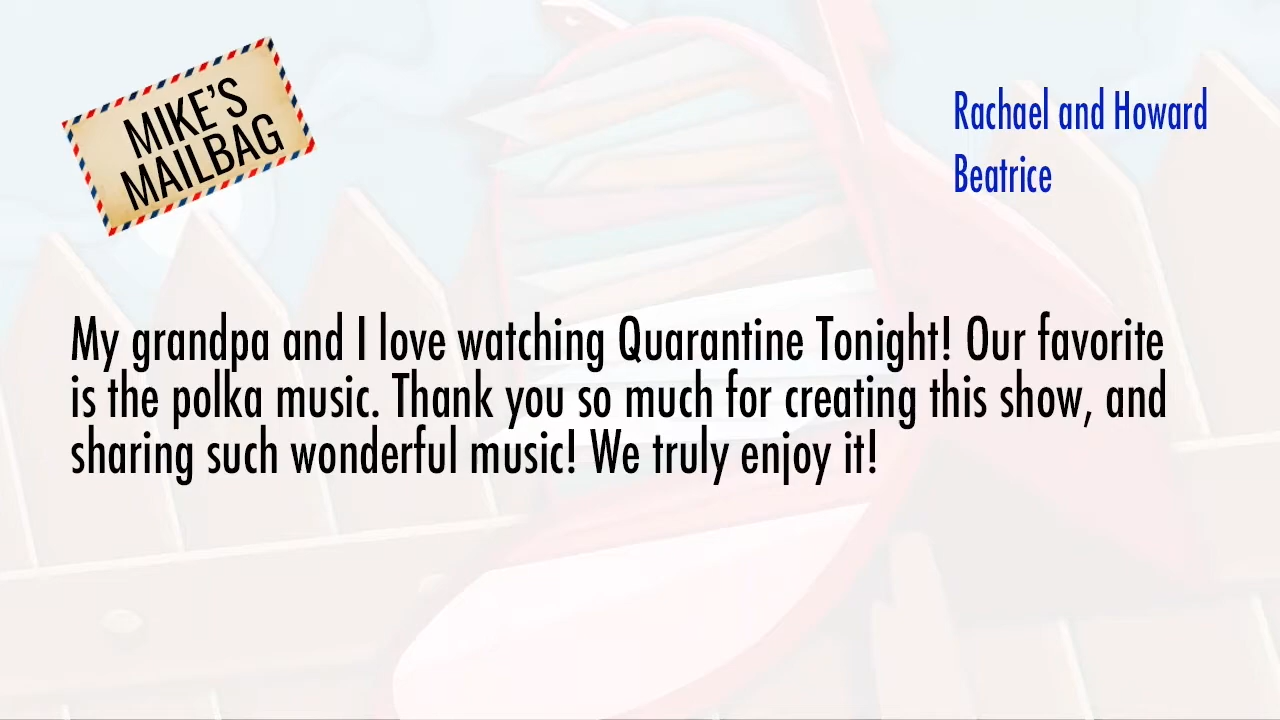 MIKE'S
MAILBAG
Rachael and Howard
Beatrice
My grandpa and I love watching Quarantine Tonight! Our favorite
is the polka music. Thank you so much for creating this show, and
sharing such wonderful music! We truly enjoy it!